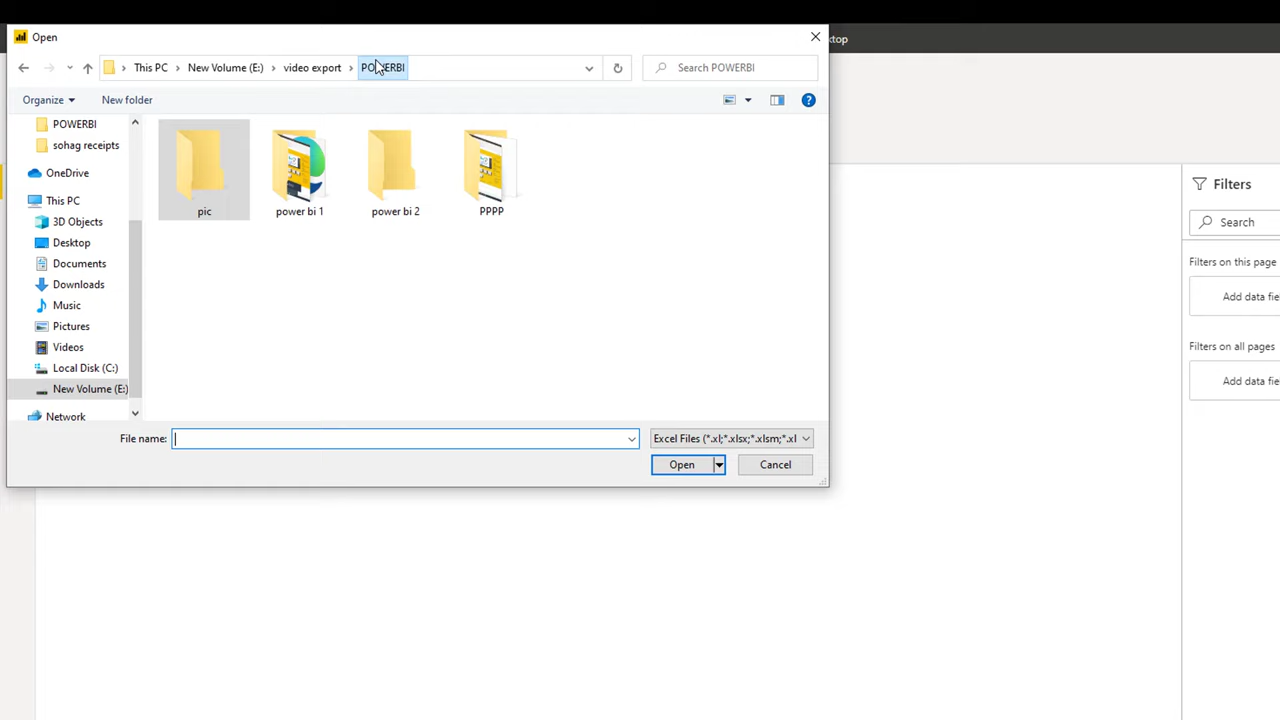 Open
ktop
This PC > New Volume (E:) > video export > POWERBI
Search POWERBI
Organize
New folder
POWERBI
sohag receipts
OneDrive
This PC
3D Objects
Desktop
Documents
Downloads
Music
Pictures
Videos
Local Disk (C:)
New Volume (E:)
Network
pic
power bi 1
power bi 2
PPPP
File name:
Excel Files (*.xl;*.xlsx;*.xlsm;*.xl
Open
Cancel
Filters
Search
Filters on this page
Add data fie
Filters on all pages
Add data fie